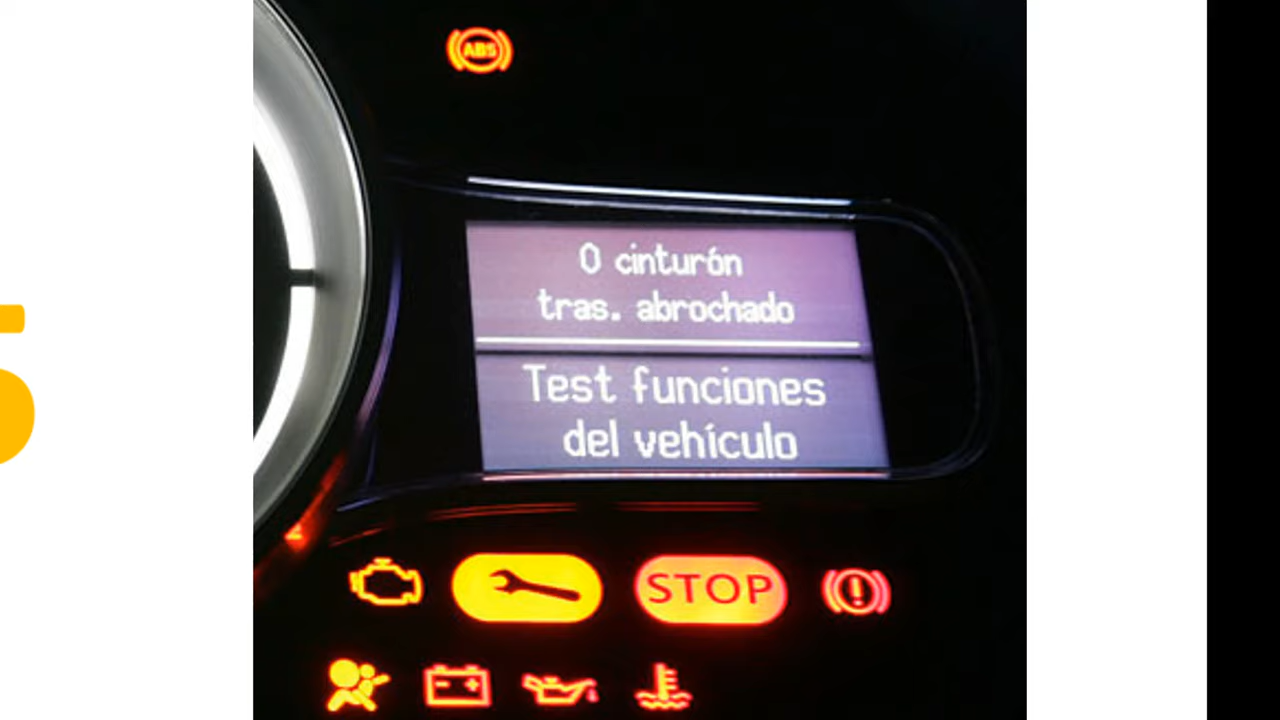 ABS
0 cinturón
tras. abrochado
Test funciones
del vehículo
STOP